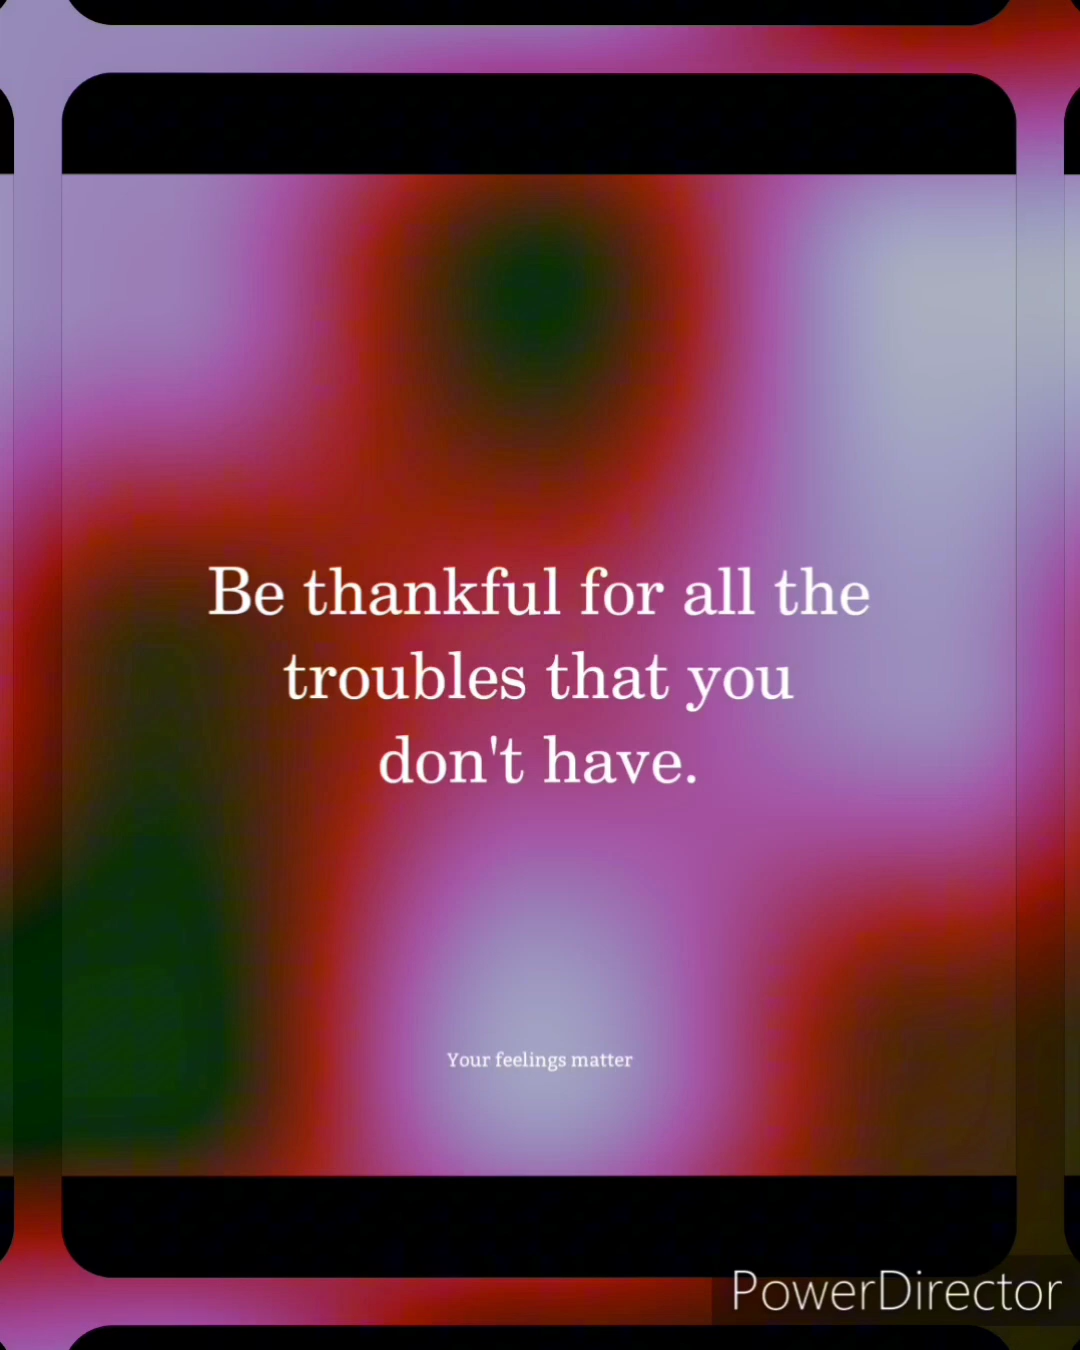 Be thankful for all the
troubles that you
don't have.
Your feelings matter
PowerDirector